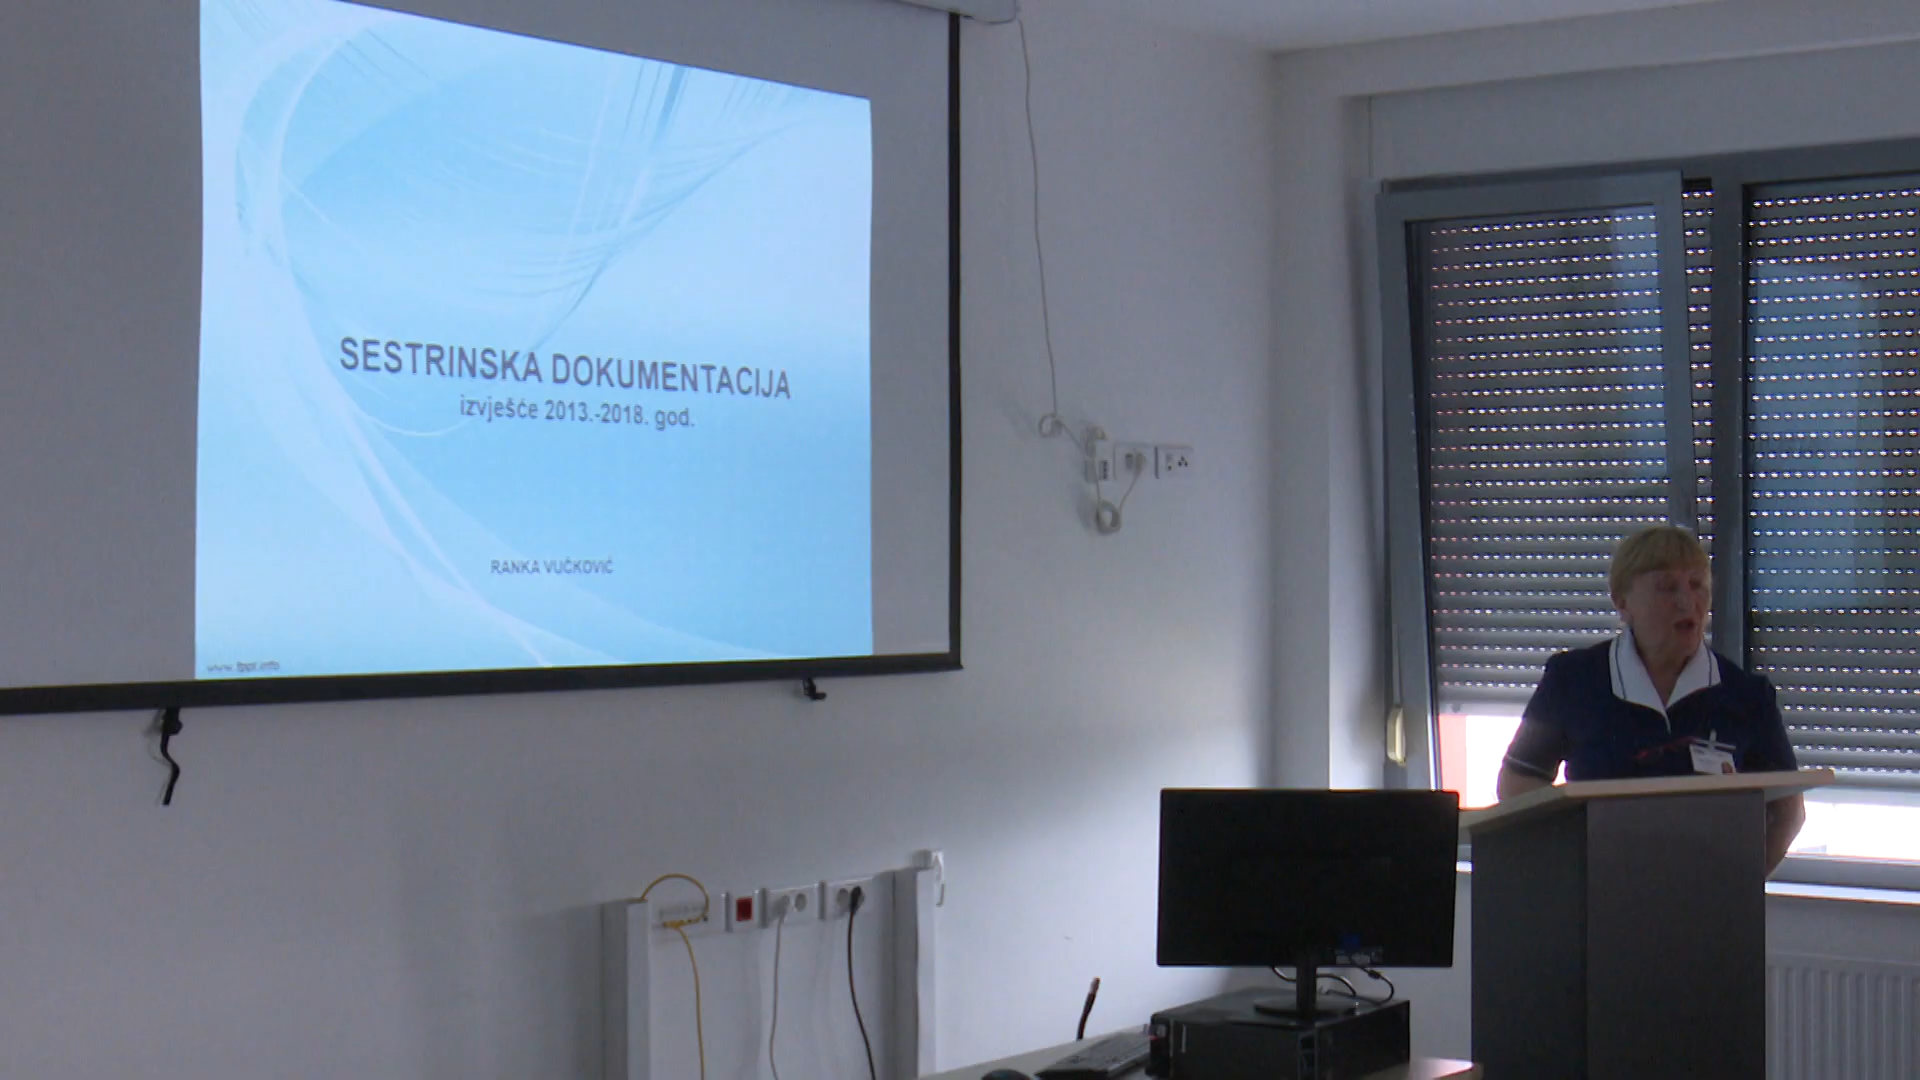 SESTRINSKA DOKUMENTACIJA
izvješće 2013.-2018. god.
RANKA VUČKOVIĆ